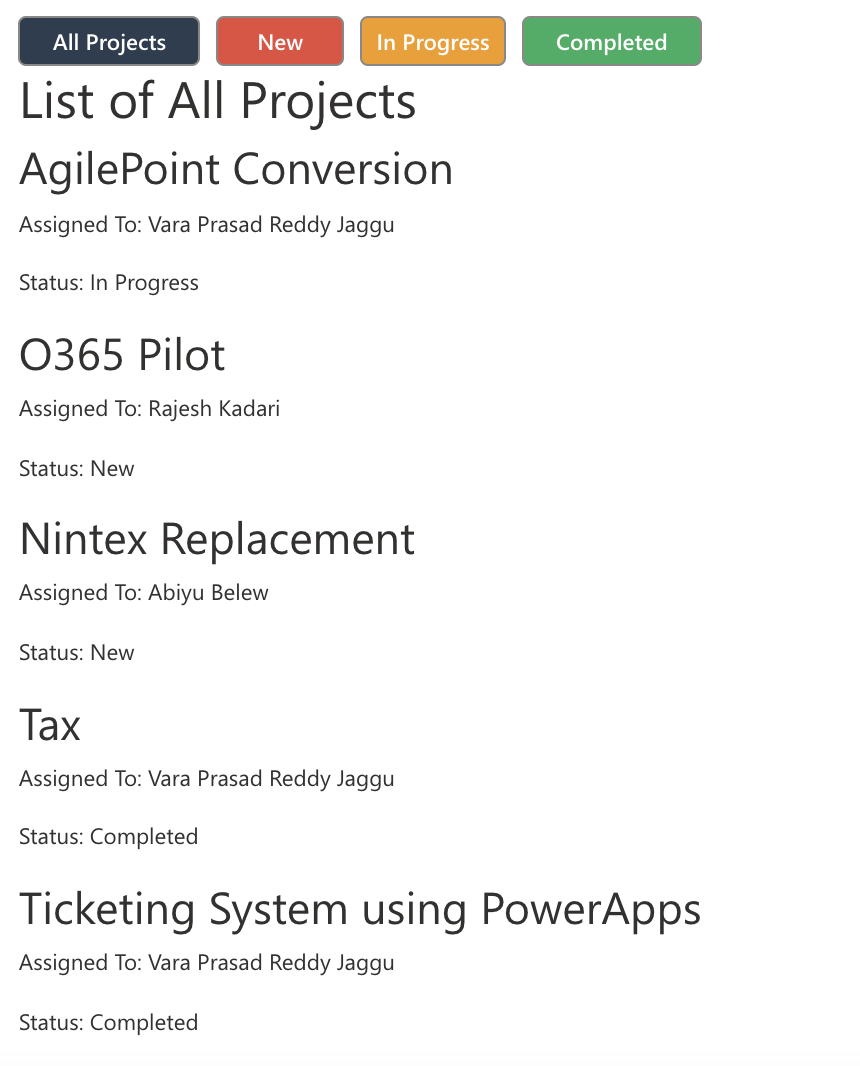 All Projects New In Progress Completed
List of All Projects
AgilePoint Conversion
Assigned To: Vara Prasad Reddy Jaggu
Status: In Progress
O365 Pilot
Assigned To: Rajesh Kadari
Status: New
Nintex Replacement
Assigned To: Abiyu Belew
Status: New
Tax
Assigned To: Vara Prasad Reddy Jaggu
Status: Completed
Ticketing System using PowerApps
Assigned To: Vara Prasad Reddy Jaggu
Status: Completed